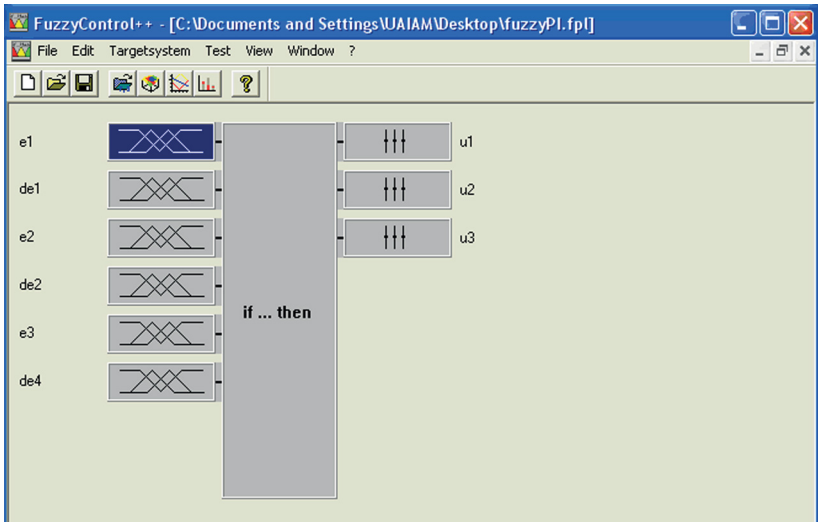 FuzzyControl++ - [C:\Documents and Settings\UAIAM\Desktop\fuzzyPI.fpl]
File Edit Targetsystem Test View Window ?
e1 u1
de1 u2
e2 u3
de2
if ... then
e3
de4